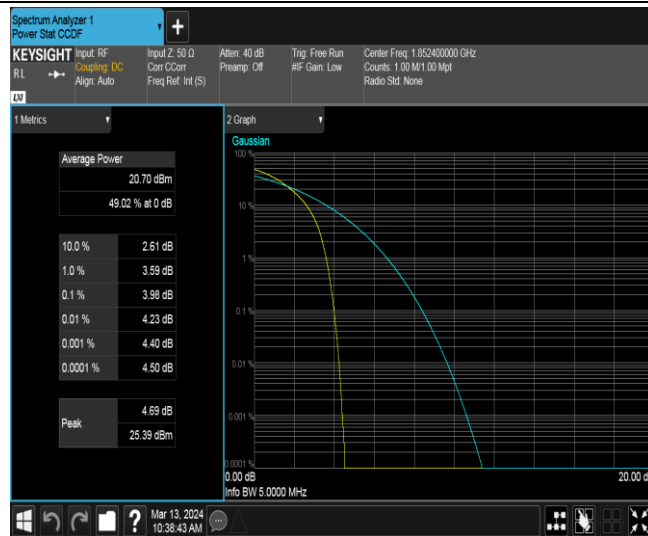 Spectrum Analyzer 1
Power Stat CCDF
+
KEYSIGHT
RL
LXI
Input: RF
Coupling: DC
Align: Auto
Input Z: 50 Ω
Corr CCorr
Freq Ref: Int (S)
Atten: 40 dB
Preamp: Off
Trig: Free Run
#IF Gain: Low
Center Freq: 1.852400000 GHz
Counts: 1.00 M/1.00 Mpt
Radio Std: None
1 Metrics
Average Power
20.70 dBm
49.02 % at 0 dB
10.0 % 2.61 dB
1.0 % 3.59 dB
0.1 % 3.98 dB
0.01 % 4.23 dB
0.001 % 4.40 dB
0.0001 % 4.50 dB
Peak
4.69 dB
25.39 dBm
2 Graph
Gaussian
100 %
10 %
1 %
0.1 %
0.01 %
0.001 %
0.0001 %
0.00 dB
20.00 d
Info BW 5.0000 MHz
?
Mar 13, 2024
10:38:43 AM